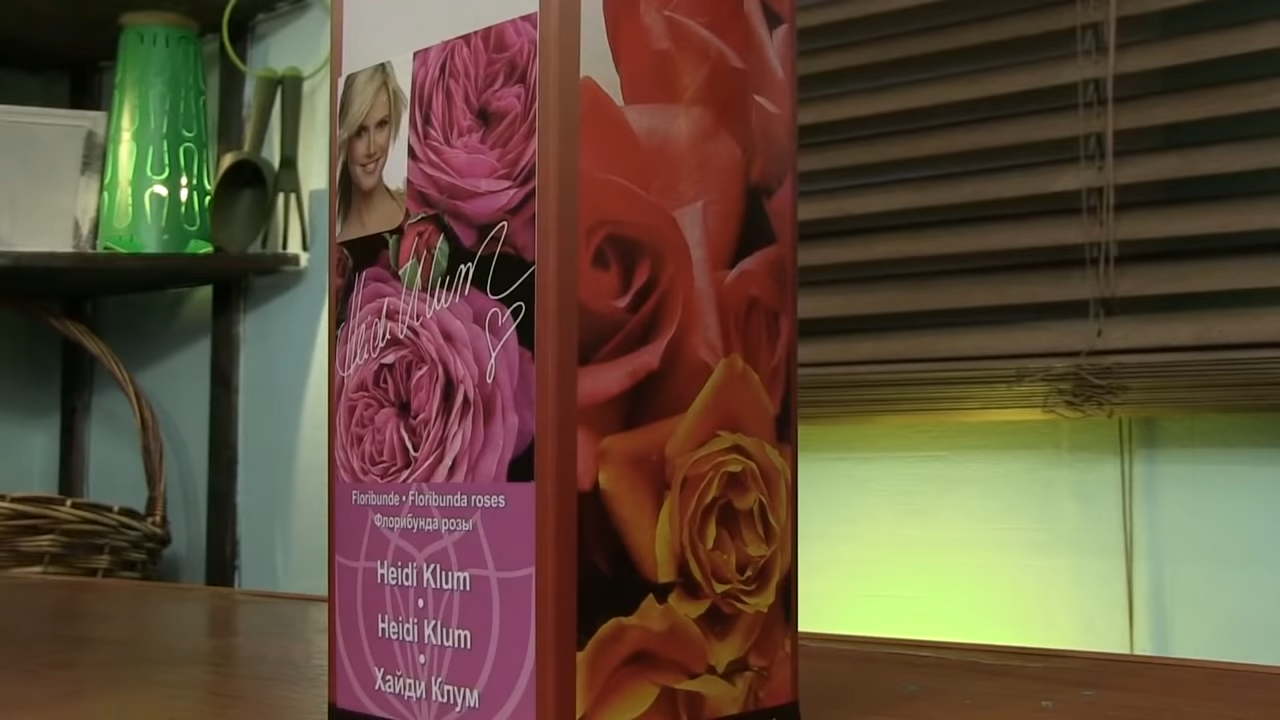 Heidi Klum
Floribunde • Floribunda roses
Флорибунда розы
Heidi Klum
•
Heidi Klum
•
Хайди Клум